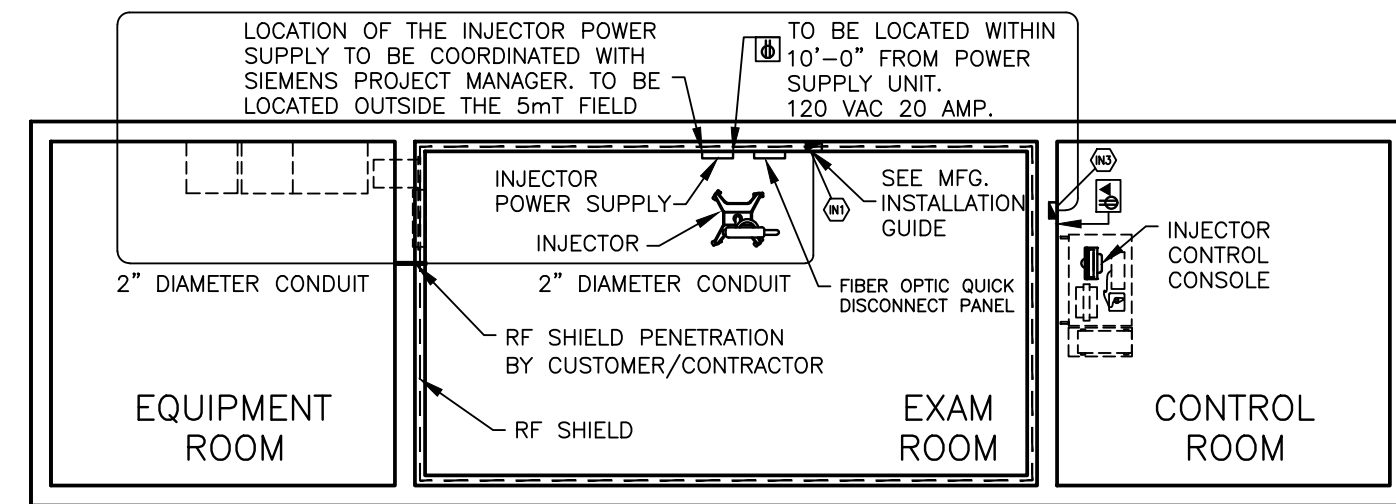 LOCATION OF THE INJECTOR POWER
SUPPLY TO BE COORDINATED WITH
SIEMENS PROJECT MANAGER. TO BE
LOCATED OUTSIDE THE 5mT FIELD
TO BE LOCATED WITHIN
10'-0" FROM POWER
SUPPLY UNIT.
120 VAC 20 AMP.
INJECTOR
POWER SUPPLY
INJECTOR
IN1
SEE MFG.
INSTALLATION
GUIDE
IN3
INJECTOR
CONTROL
CONSOLE
2" DIAMETER CONDUIT
2" DIAMETER CONDUIT
FIBER OPTIC QUICK
DISCONNECT PANEL
RF SHIELD PENETRATION
BY CUSTOMER/CONTRACTOR
RF SHIELD
EQUIPMENT
ROOM
EXAM
ROOM
CONTROL
ROOM